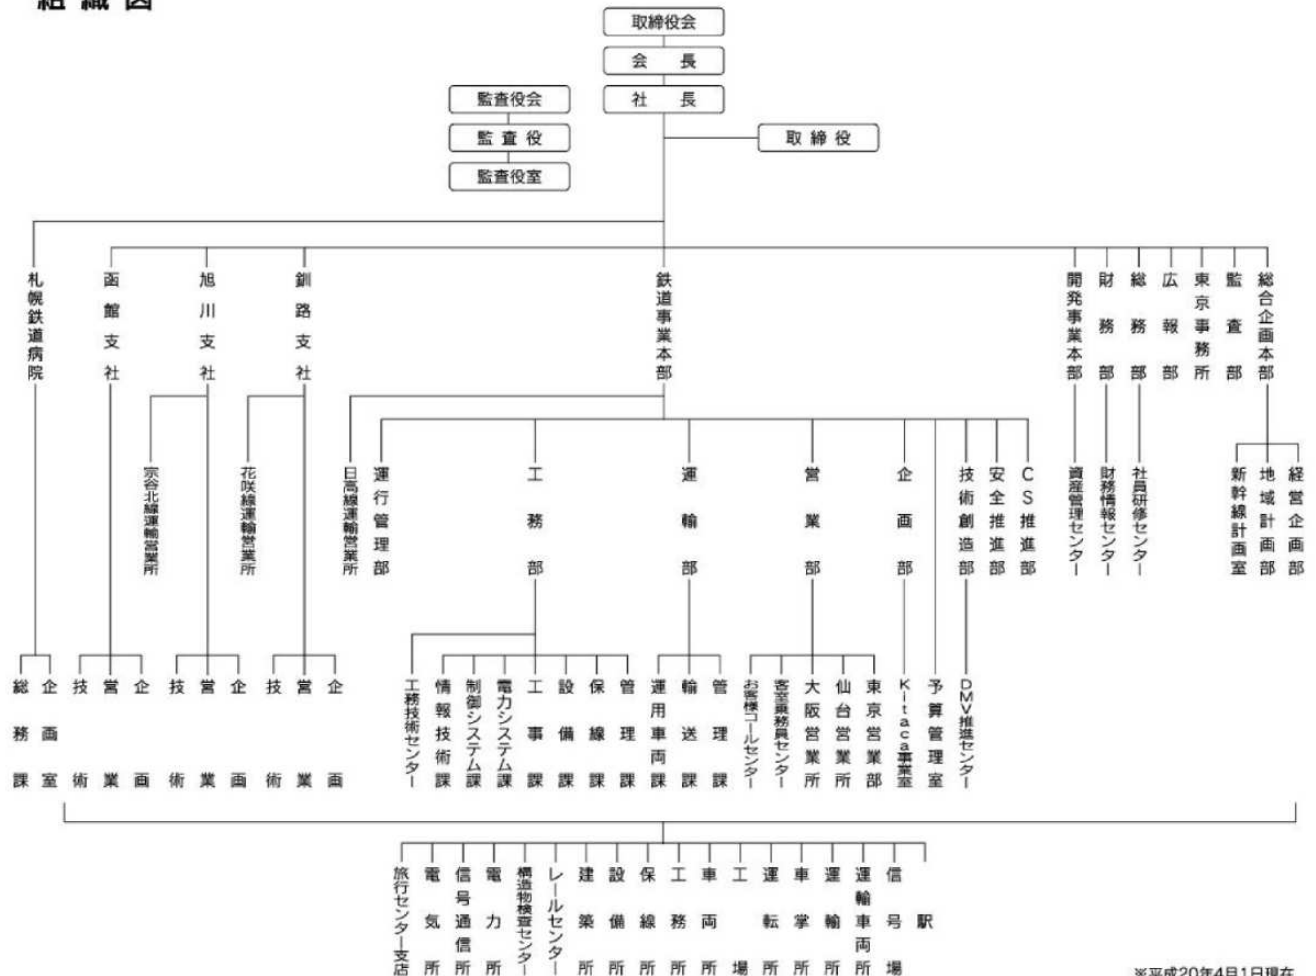 組織図
取締役会
会長
社長
監査役会
監査役
監査役室
取締役
札幌鉄道病院
函館支社
旭川支社
釧路支社
鉄道事業本部
開発事業本部
財務部
総務部
広報部
東京事務所
監査部
総合企画本部
宗谷北線運輸営業所
花咲線運輸営業所
日高線運輸営業所
運行管理部
工務部
運輸部
営業部
企画部
技術創造部
安全推進部
CS推進部
資産管理センター
財務情報センター
社員研修センター
新幹線計画室
地域計画部
経営企画部
総務課
企画室
技術
営業
企画
技術
営業
企画
技術
営業
企画
工務技術センター
情報技術課
制御システム課
電力システム課
工事課
設備課
保線課
管理課
運用車両課
輸送課
管理課
お客様コールセンター
客室乗務員センター
大阪営業所
仙台営業所
東京営業部
Kitaca事業室
予算管理室
DMV推進センター
旅行センター支店
電気所
信号通信所
電力所
構造物検査センター
レールセンター
建築所
設備所
保線所
工務所
車両所
工場
運転所
車掌所
運輸所
運輸車両所
信号場
駅
※平成20年4月1日現在